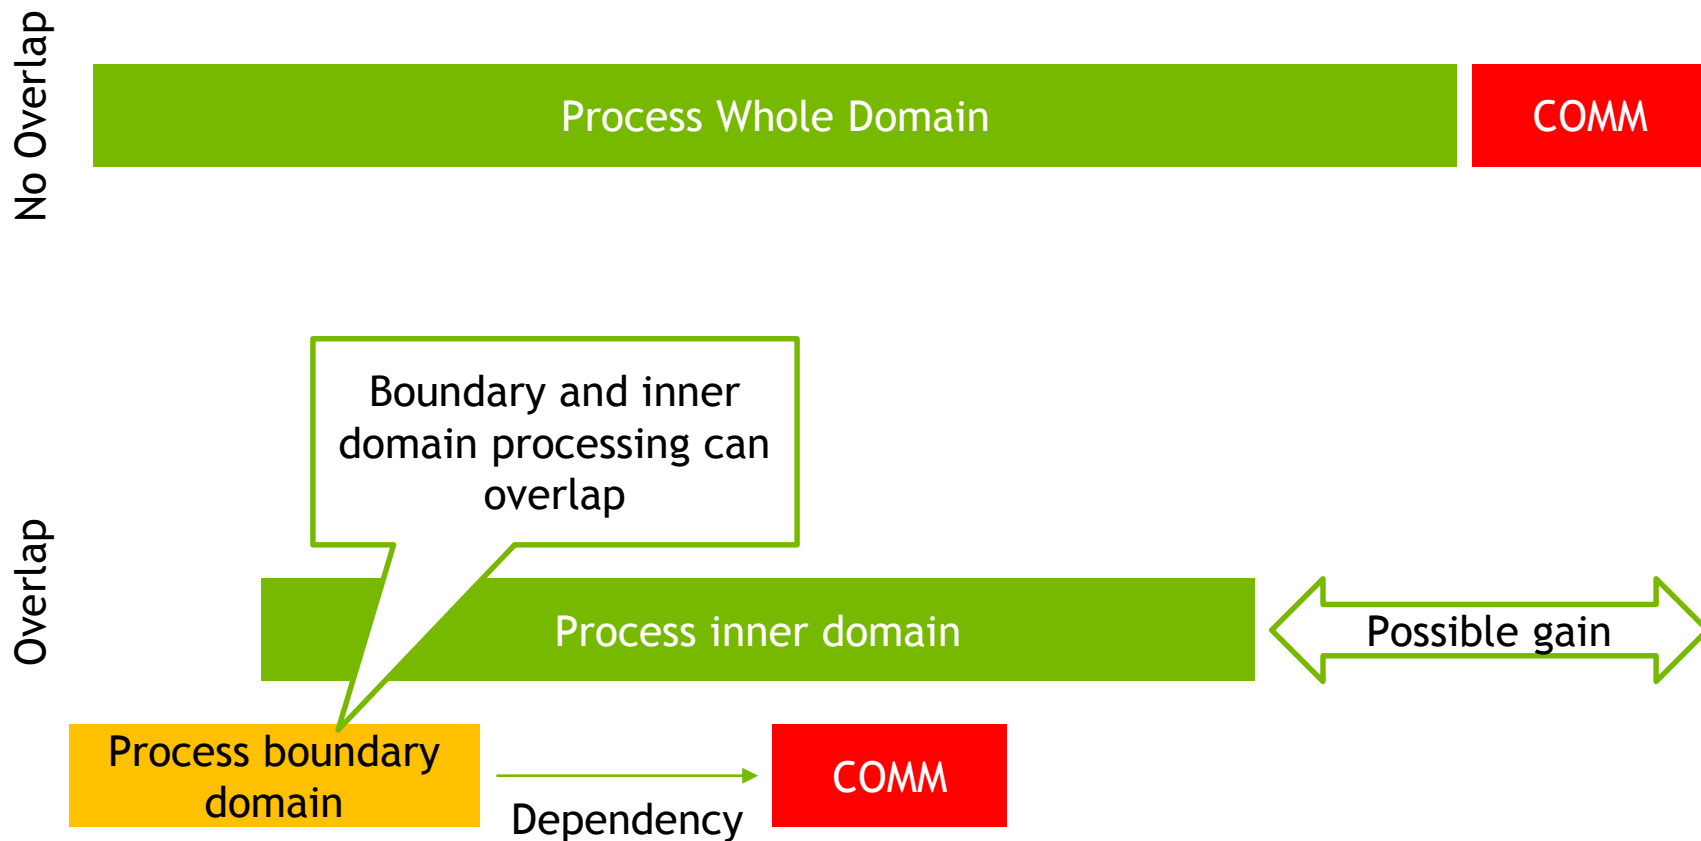 No Overlap
Process Whole Domain
COMM
Boundary and inner
domain processing can
overlap
Overlap
Process inner domain
Possible gain
Process boundary
domain
Dependency
COMM